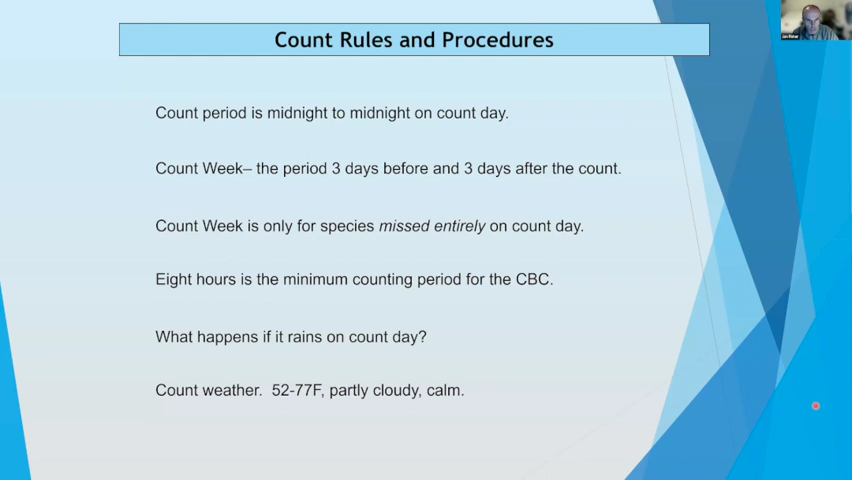 Count Rules and Procedures
Count period is midnight to midnight on count day.
Count Week– the period 3 days before and 3 days after the count.
Count Week is only for species missed entirely on count day.
Eight hours is the minimum counting period for the CBC.
What happens if it rains on count day?
Count weather.  52-77F, partly cloudy, calm.